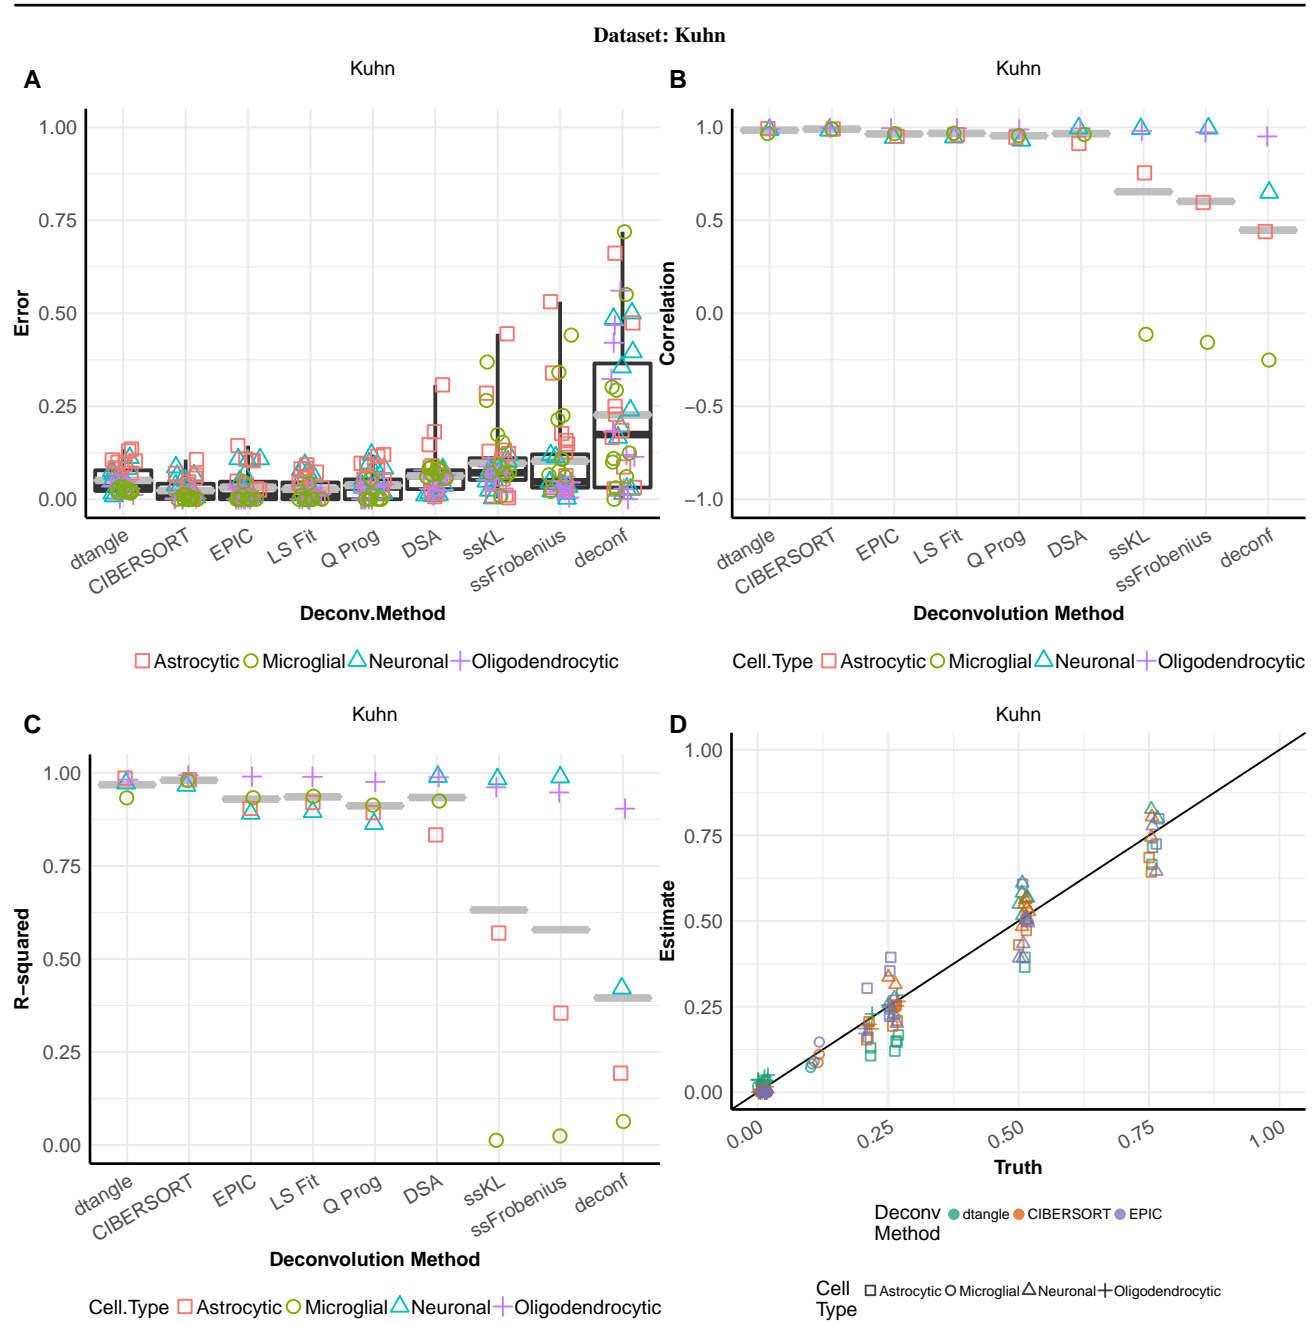 Dataset: Kuhn
A
Kuhn
1.00
0.75
0.50
0.25
0.00
Error
dtangle
CIBERSORT
EPIC
LS Fit
Q Prog
DSA
ssKL
ssFrobenius
deconf
Deconv.Method
Astrocytic Microglial Neuronal Oligodendrocytic
B
Kuhn
1.0
0.5
0.0
−0.5
−1.0
Correlation
dtangle
CIBERSORT
EPIC
LS Fit
Q Prog
DSA
ssKL
ssFrobenius
deconf
Deconvolution Method
Cell.Type Astrocytic Microglial Neuronal Oligodendrocytic
C
Kuhn
1.00
0.75
0.50
0.25
0.00
R−squared
dtangle
CIBERSORT
EPIC
LS Fit
Q Prog
DSA
ssKL
ssFrobenius
deconf
Deconvolution Method
Cell.Type Astrocytic Microglial Neuronal Oligodendrocytic
D
Kuhn
1.00
0.75
0.50
0.25
0.00
Estimate
0.00
0.25
0.50
0.75
1.00
Truth
Deconv
Method
dtangle CIBERSORT EPIC
Cell
Type
Astrocytic Microglial Neuronal Oligodendrocytic